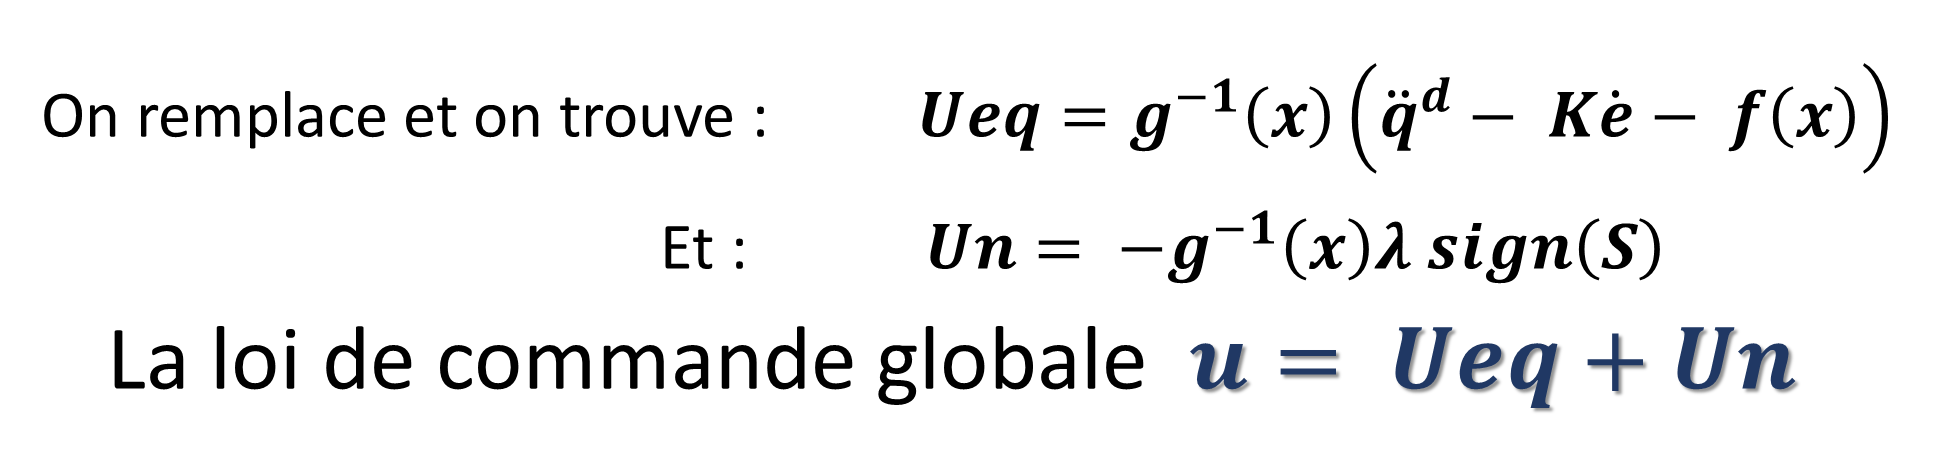 On remplace et on trouve : Ueq = g⁻¹(x)(q̈ᵈ − Kė − f(x))
Et : Un = −g⁻¹(x)λ sign(S)
La loi de commande globale u = Ueq + Un